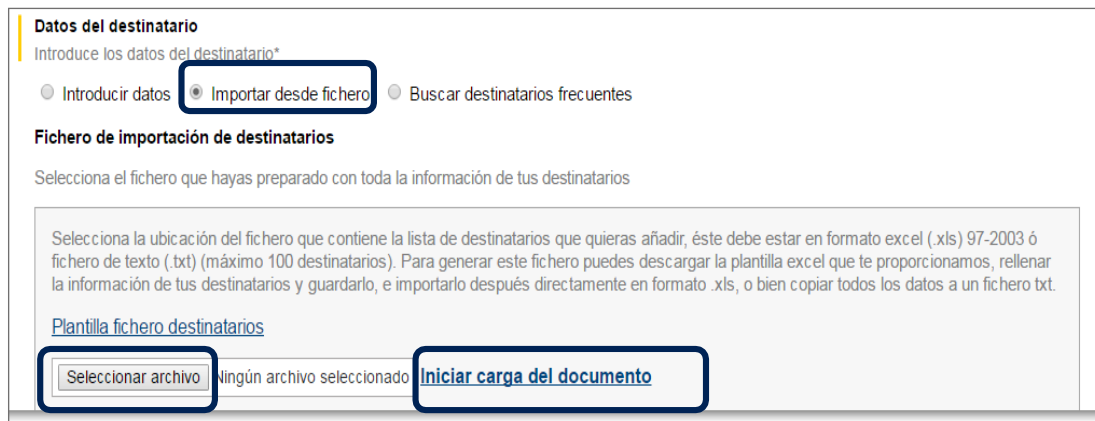 Datos del destinatario
Introduce los datos del destinatario*
Introducir datos Importar desde fichero Buscar destinatarios frecuentes
Fichero de importación de destinatarios
Selecciona el fichero que hayas preparado con toda la información de tus destinatarios
Selecciona la ubicación del fichero que contiene la lista de destinatarios que quieras añadir, éste debe estar en formato excel (.xls) 97-2003 ó
fichero de texto (.txt) (máximo 100 destinatarios). Para generar este fichero puedes descargar la plantilla excel que te proporcionamos, rellenar
la información de tus destinatarios y guardarlo, e importarlo después directamente en formato .xls, o bien copiar todos los datos a un fichero txt.
Plantilla fichero destinatarios
Seleccionar archivo Ningún archivo seleccionado Iniciar carga del documento